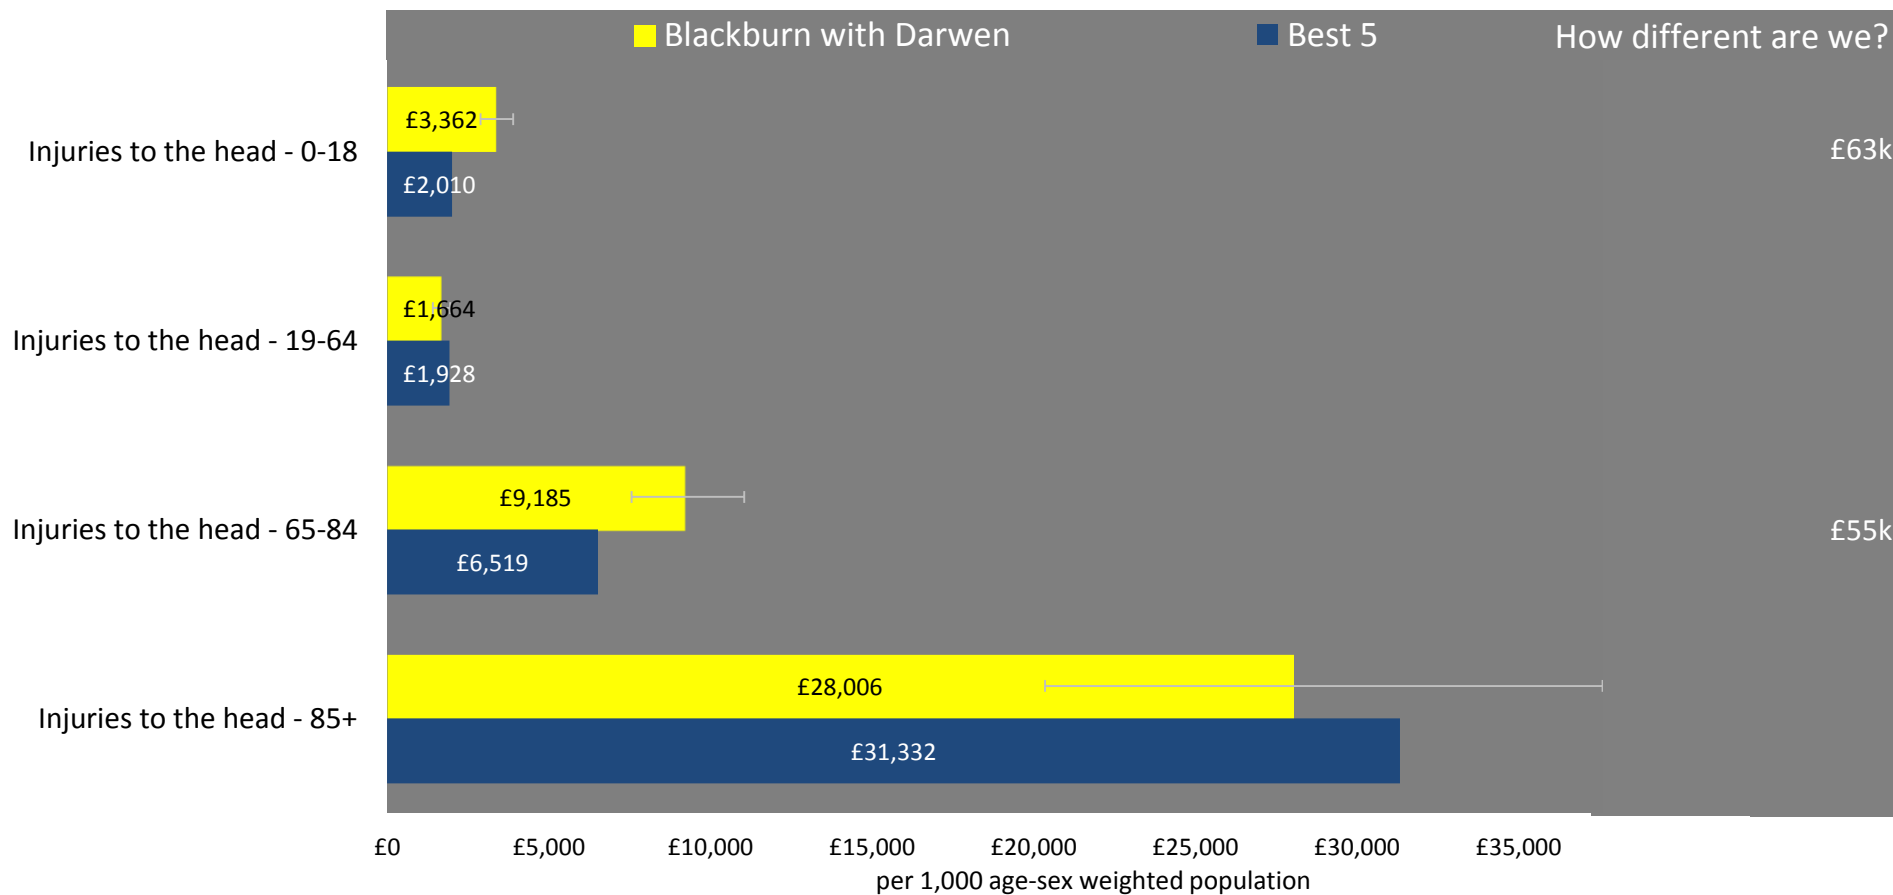 Blackburn with Darwen Best 5 How different are we?
Injuries to the head - 0-18
£3,362
£2,010
£63k
Injuries to the head - 19-64
£1,664
£1,928
Injuries to the head - 65-84
£9,185
£6,519
£55k
Injuries to the head - 85+
£28,006
£31,332
£0 £5,000 £10,000 £15,000 £20,000 £25,000 £30,000 £35,000
per 1,000 age-sex weighted population